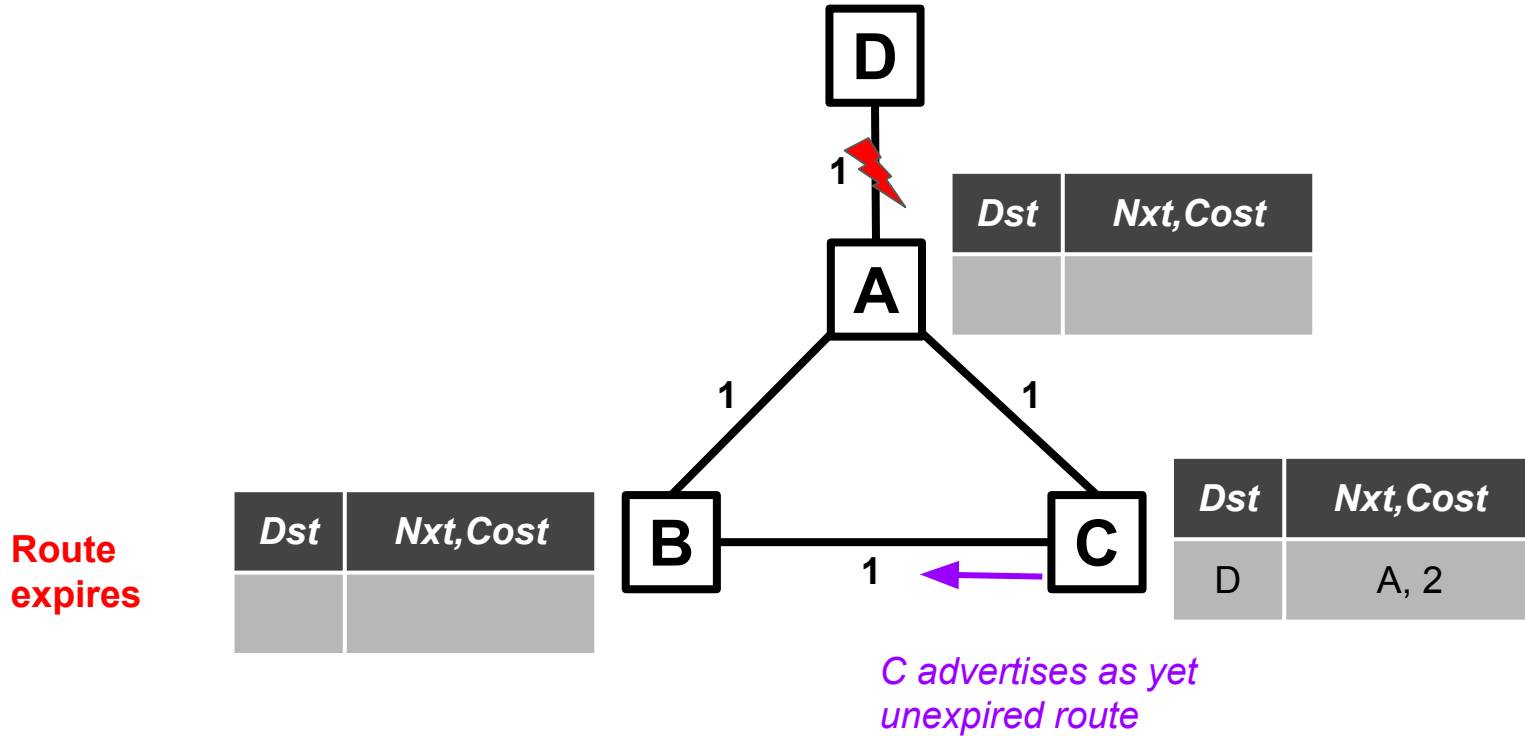 D
1
Dst Nxt,Cost
A
1
1
Dst Nxt,Cost
D A, 2
Dst Nxt,Cost
B
C
1
Route
expires
C advertises as yet
unexpired route